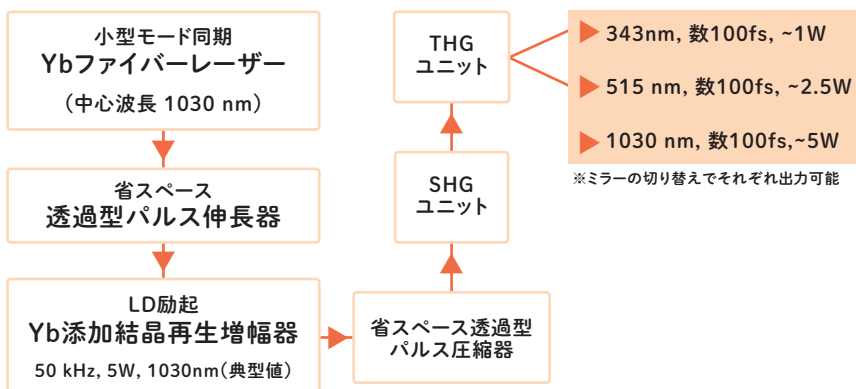 小型モード同期
Ybファイバーレーザー
（中心波長 1030 nm）
省スペース
透過型パルス伸長器
LD励起
Yb添加結晶再生増幅器
50 kHz, 5W, 1030nm（典型値）
省スペース透過型
パルス圧縮器
SHG
ユニット
THG
ユニット
343nm, 数100fs, ~1W
515 nm, 数100fs, ~2.5W
1030 nm, 数100fs,~5W
※ミラーの切り替えでそれぞれ出力可能